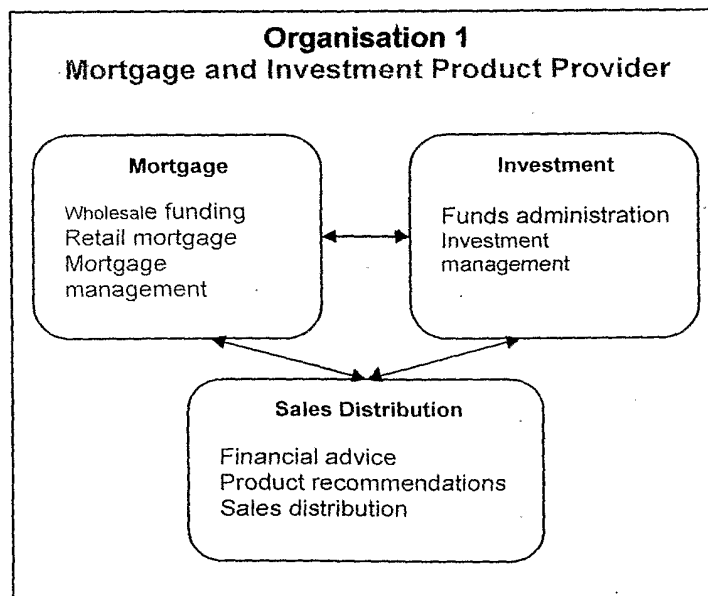 Organisation 1
Mortgage and Investment Product Provider
Mortgage
Wholesale funding
Retail mortgage
Mortgage
management
Investment
Funds administration
Investment
management
Sales Distribution
Financial advice
Product recommendations
Sales distribution